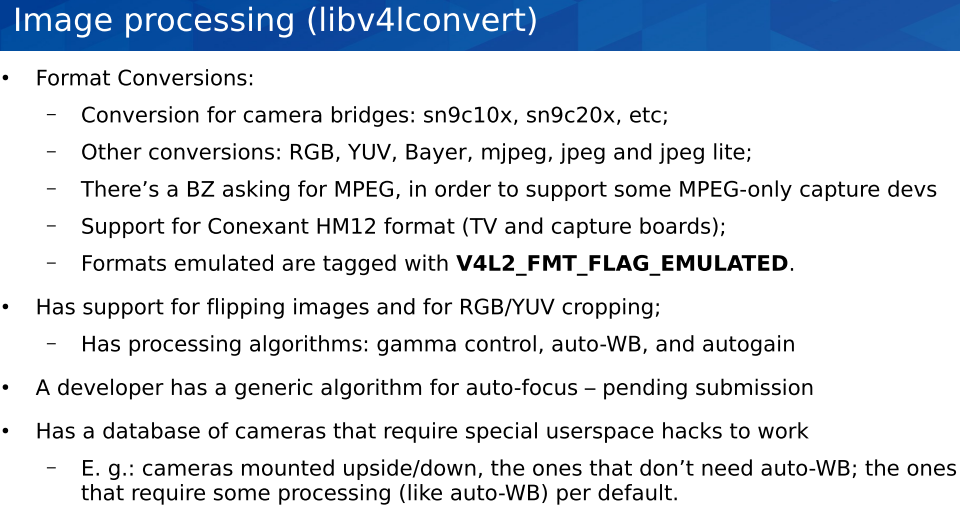 Image processing (libv4lconvert)
• Format Conversions:
– Conversion for camera bridges: sn9c10x, sn9c20x, etc;
– Other conversions: RGB, YUV, Bayer, mjpeg, jpeg and jpeg lite;
– There’s a BZ asking for MPEG, in order to support some MPEG-only capture devs
– Support for Conexant HM12 format (TV and capture boards);
– Formats emulated are tagged with V4L2_FMT_FLAG_EMULATED.
• Has support for flipping images and for RGB/YUV cropping;
– Has processing algorithms: gamma control, auto-WB, and autogain
• A developer has a generic algorithm for auto-focus – pending submission
• Has a database of cameras that require special userspace hacks to work
– E. g.: cameras mounted upside/down, the ones that don’t need auto-WB; the ones
that require some processing (like auto-WB) per default.